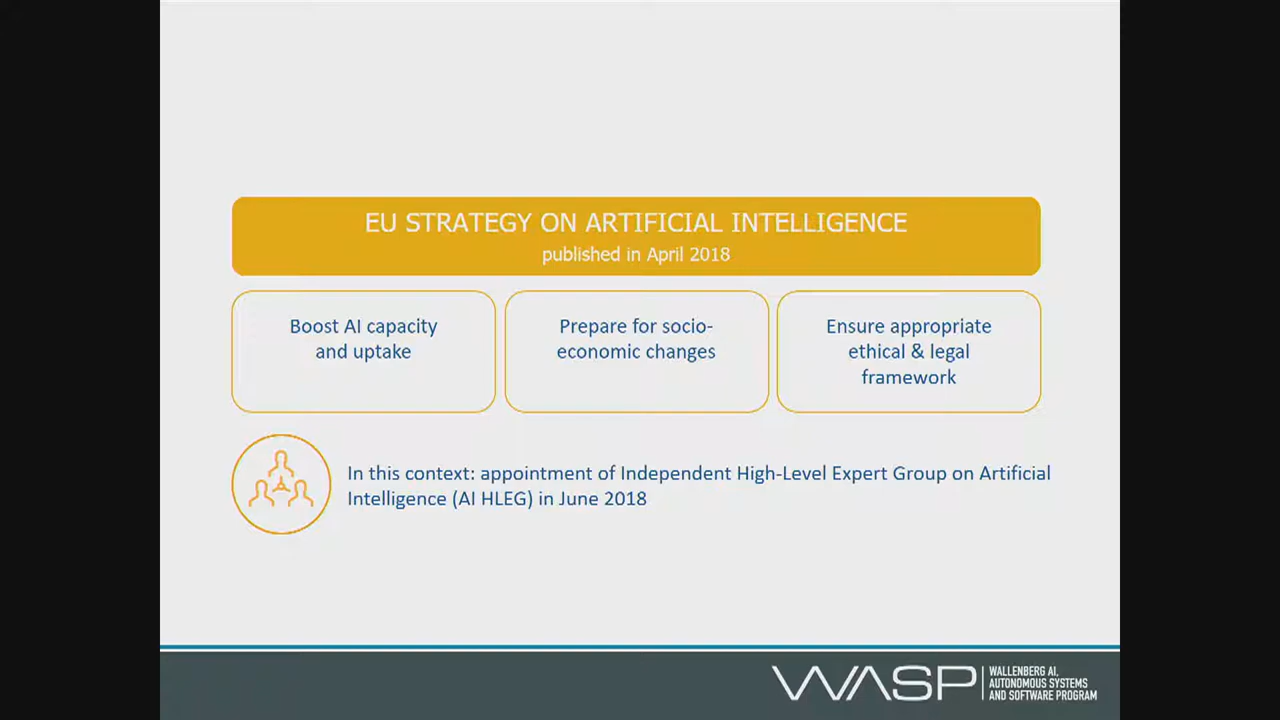 EU STRATEGY ON ARTIFICIAL INTELLIGENCE
published in April 2018
Boost AI capacity
and uptake
Prepare for socio-
economic changes
Ensure appropriate
ethical & legal
framework
In this context: appointment of Independent High-Level Expert Group on Artificial
Intelligence (AI HLEG) in June 2018
WASP
WALLENBERG AI,
AUTONOMOUS SYSTEMS
AND SOFTWARE PROGRAM